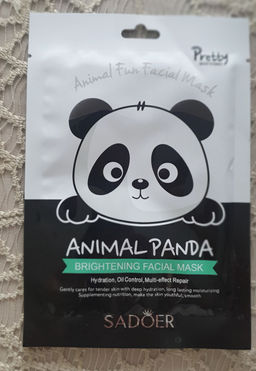 Pretty
Animal Fun Facial Mask
ANIMAL PANDA
BRIGHTENING FACIAL MASK
Hydration, Oil Control, Multi-effect Repair
Gently cares for tender skin with deep hydration, long lasting moisturizing
Supplementing nutrition, make the skin youthful, smooth
SADOER